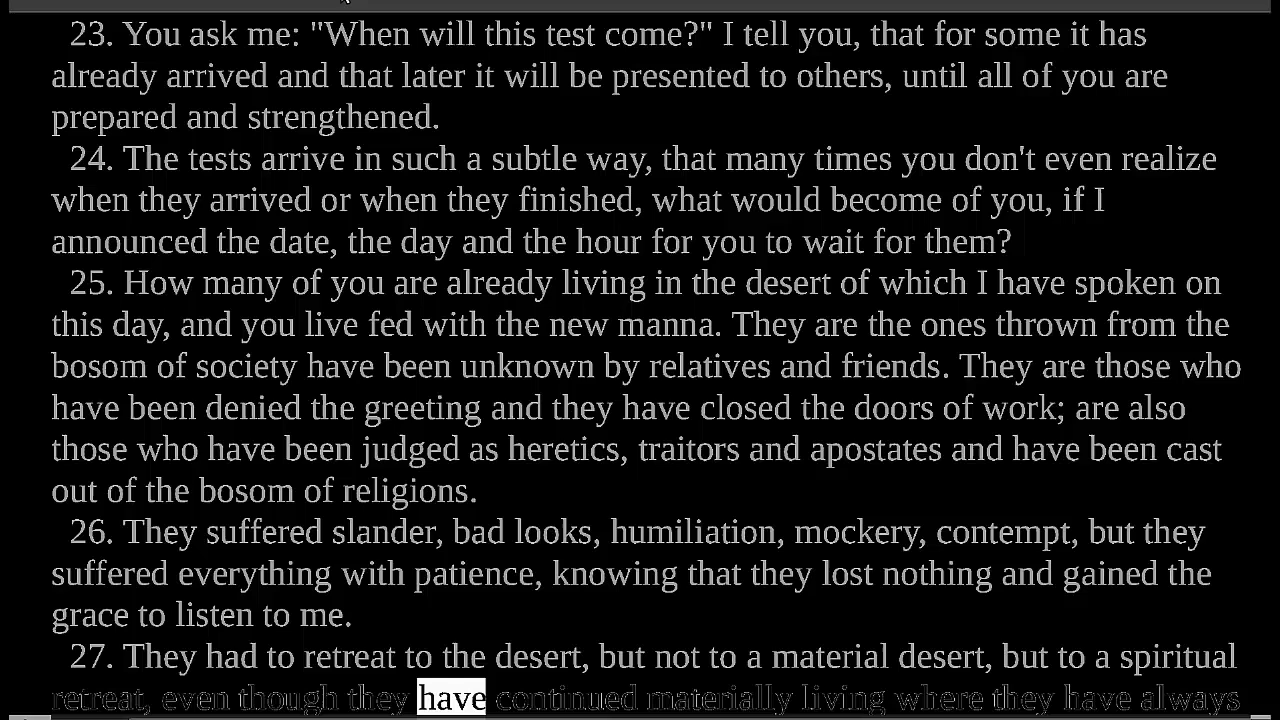 23. You ask me: "When will this test come?" I tell you, that for some it has
already arrived and that later it will be presented to others, until all of you are
prepared and strengthened.
24. The tests arrive in such a subtle way, that many times you don't even realize
when they arrived or when they finished, what would become of you, if I
announced the date, the day and the hour for you to wait for them?
25. How many of you are already living in the desert of which I have spoken on
this day, and you live fed with the new manna. They are the ones thrown from the
bosom of society have been unknown by relatives and friends. They are those who
have been denied the greeting and they have closed the doors of work; are also
those who have been judged as heretics, traitors and apostates and have been cast
out of the bosom of religions.
26. They suffered slander, bad looks, humiliation, mockery, contempt, but they
suffered everything with patience, knowing that they lost nothing and gained the
grace to listen to me.
27. They had to retreat to the desert, but not to a material desert, but to a spiritual
retreat, even though they have continued materially living where they have always